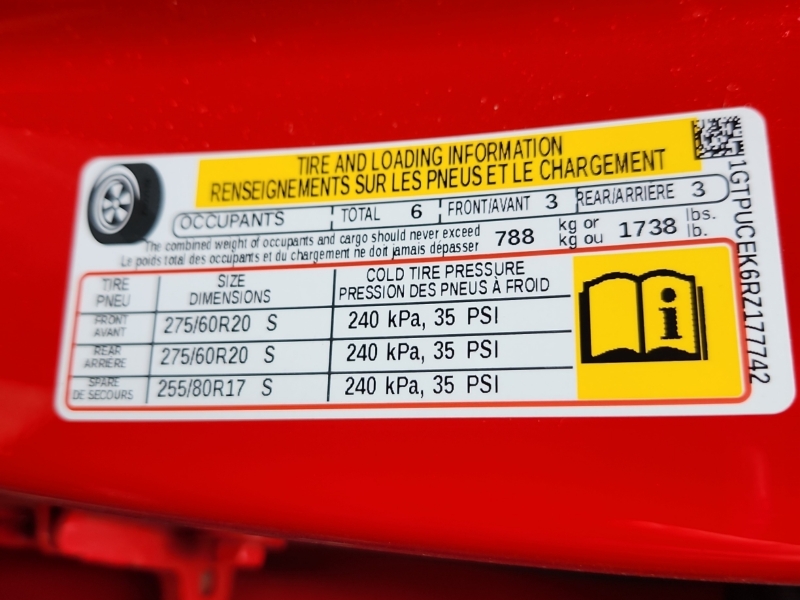 TIRE AND LOADING INFORMATION
RENSEIGNEMENTS SUR LES PNEUS ET LE CHARGEMENT
OCCUPANTS TOTAL 6 FRONT/AVANT 3 REAR/ARRIÈRE 3
The combined weight of occupants and cargo should never exceed 788 kg or 1738 lbs.
Le poids total des occupants et du chargement ne doit jamais dépasser kg ou lb.
TIRE SIZE COLD TIRE PRESSURE
PNEU DIMENSIONS PRESSION DES PNEUS À FROID
FRONT
AVANT 275/60R20 S 240 kPa, 35 PSI
REAR
ARRIERE 275/60R20 S 240 kPa, 35 PSI
SPARE
DE SECOURS 255/80R17 S 240 kPa, 35 PSI
i
1GTPUCEK6RZ177742